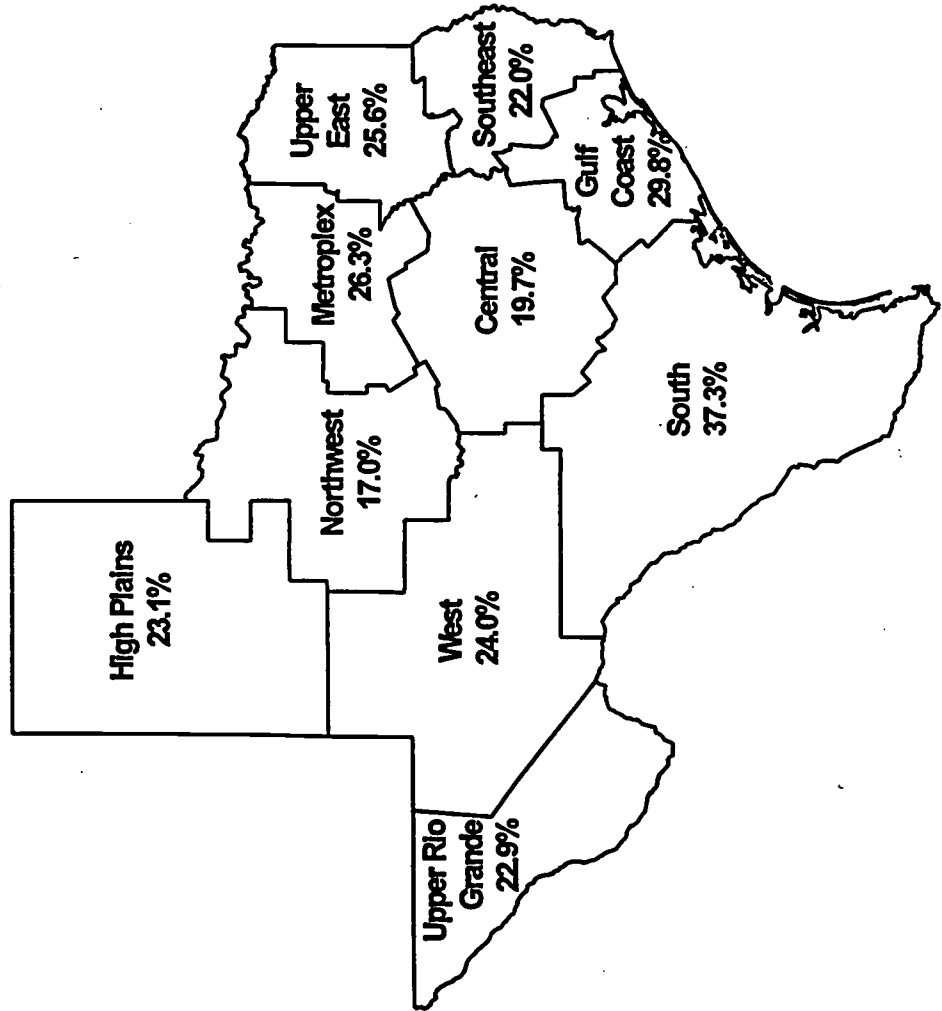 High Plains
23.1%
Northwest
17.0%
Metroplex
26.3%
Upper
East
25.6%
Southeast
22.0%
Gulf
Coast
29.8%
Central
19.7%
West
24.0%
Upper Rio
Grande
22.9%
South
37.3%